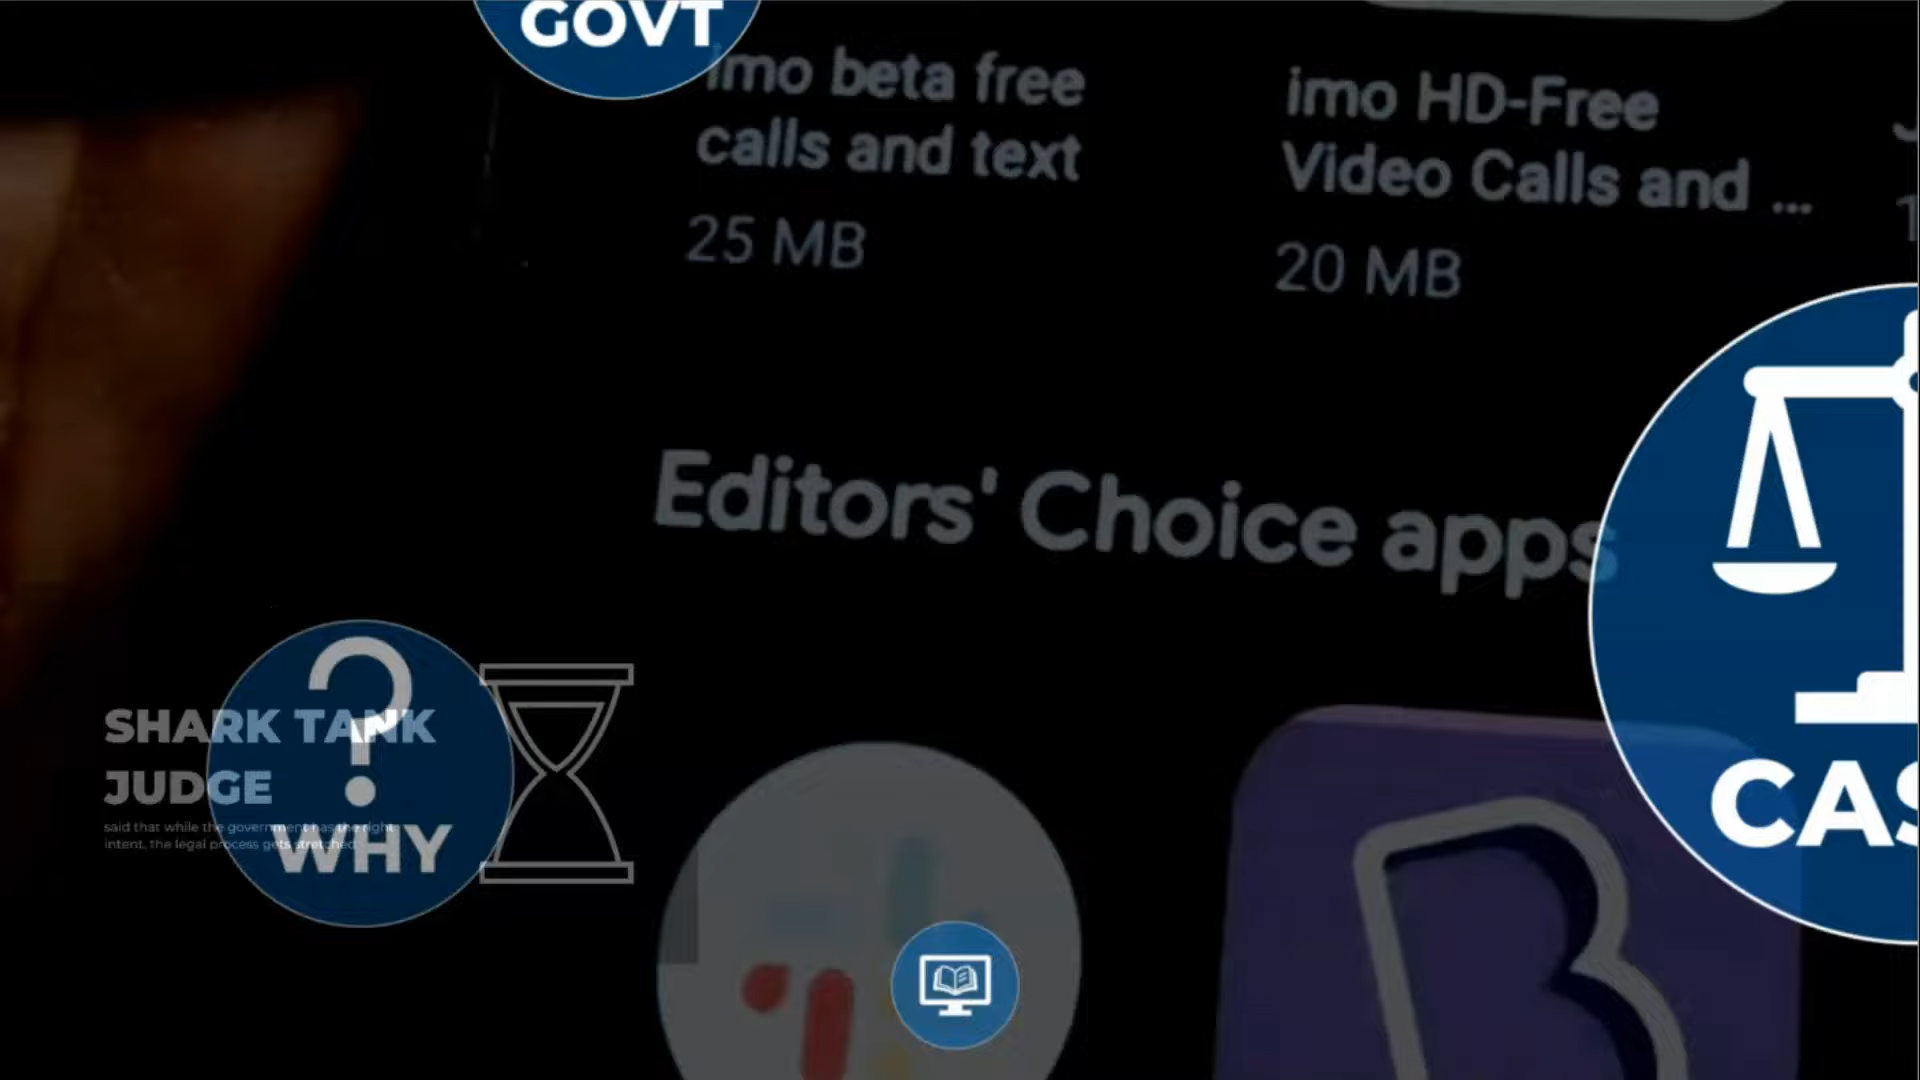 GOVT
imo beta free
calls and text
25 MB
imo HD-Free
Video Calls and ...
20 MB
Editors' Choice apps
SHARK TANK
JUDGE
said that while the government has the right
intent, the legal process gets stretched
?
WHY
CAS
B